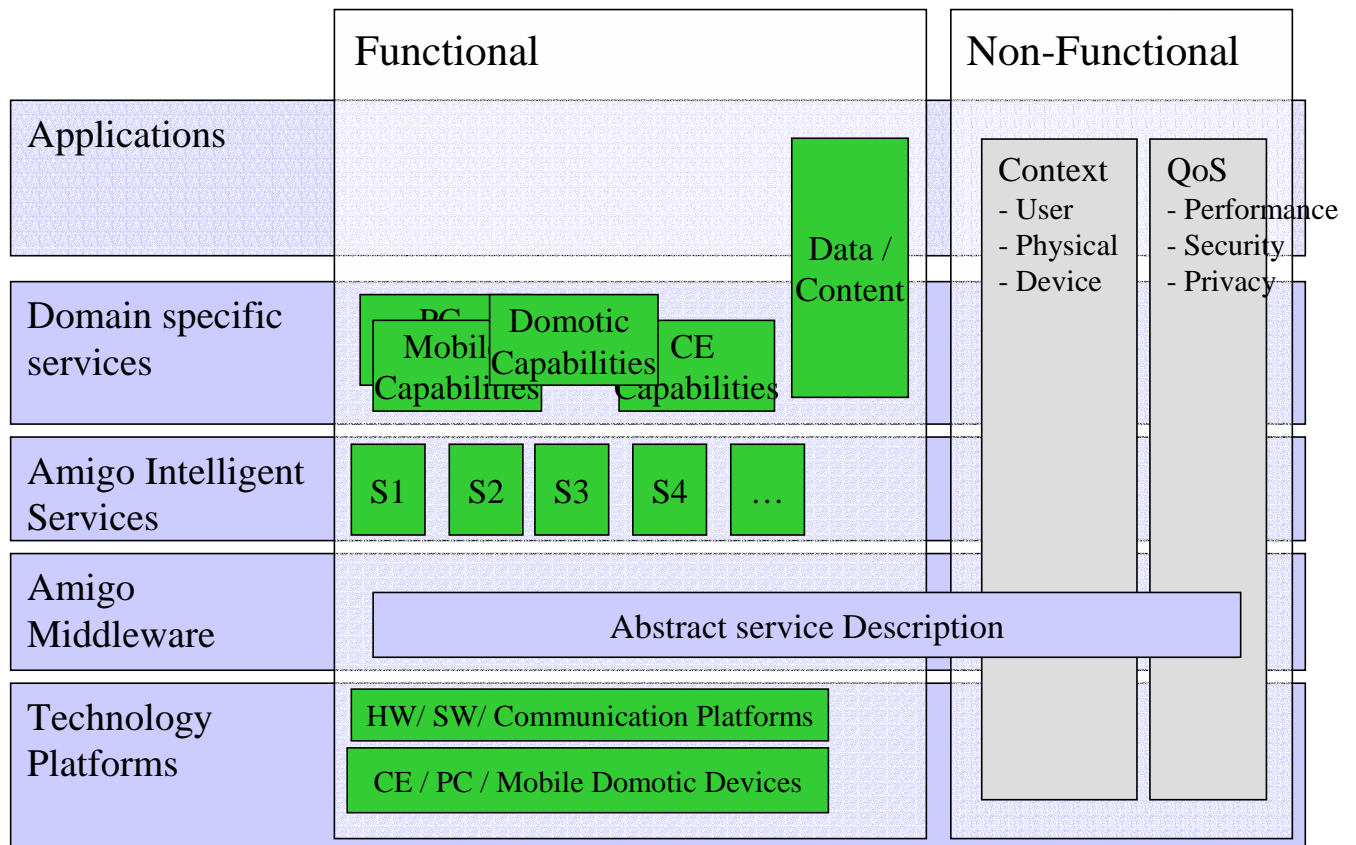 Functional
Non-Functional
Applications
Context
- User
- Physical
- Device
QoS
- Performance
- Security
- Privacy
Data /
Content
Domain specific
services
PC
Mobile
Capabilities
Domotic
Capabilities
CE
Capabilities
Amigo Intelligent
Services
S1
S2
S3
S4
…
Amigo
Middleware
Abstract service Description
Technology
Platforms
HW/ SW/ Communication Platforms
CE / PC / Mobile Domotic Devices